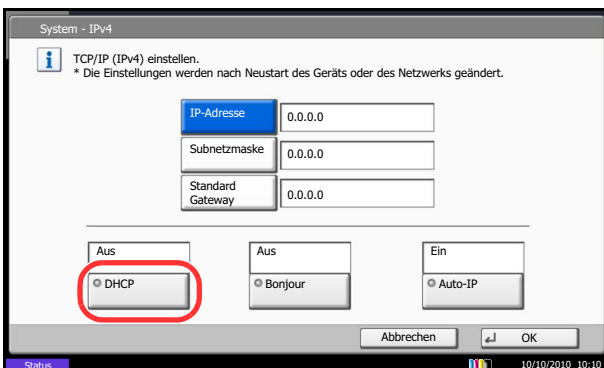 System - IPv4
TCP/IP (IPv4) einstellen.
* Die Einstellungen werden nach Neustart des Geräts oder des Netzwerks geändert.
IP-Adresse 0.0.0.0
Subnetzmaske 0.0.0.0
Standard
Gateway 0.0.0.0
Aus Aus Ein
DHCP Bonjour Auto-IP
Abbrechen OK
Status 10/10/2010 10:10